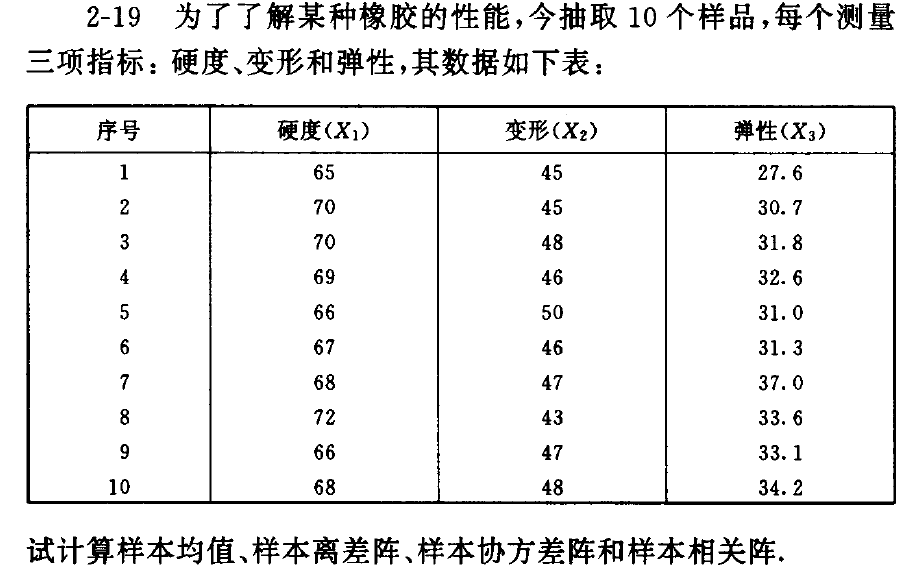 2-19 为了了解某种橡胶的性能,今抽取 10 个样品,每个测量
三项指标:硬度、变形和弹性,其数据如下表:
序号 硬度(X₁) 变形(X₂) 弹性(X₃)
1 65 45 27.6
2 70 45 30.7
3 70 48 31.8
4 69 46 32.6
5 66 50 31.0
6 67 46 31.3
7 68 47 37.0
8 72 43 33.6
9 66 47 33.1
10 68 48 34.2
试计算样本均值、样本离差阵、样本协方差阵和样本相关阵.